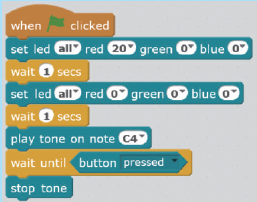 when clicked
set led all red 20 green 0 blue 0
wait 1 secs
set led all red 0 green 0 blue 0
wait 1 secs
play tone on note C4
wait until button pressed
stop tone